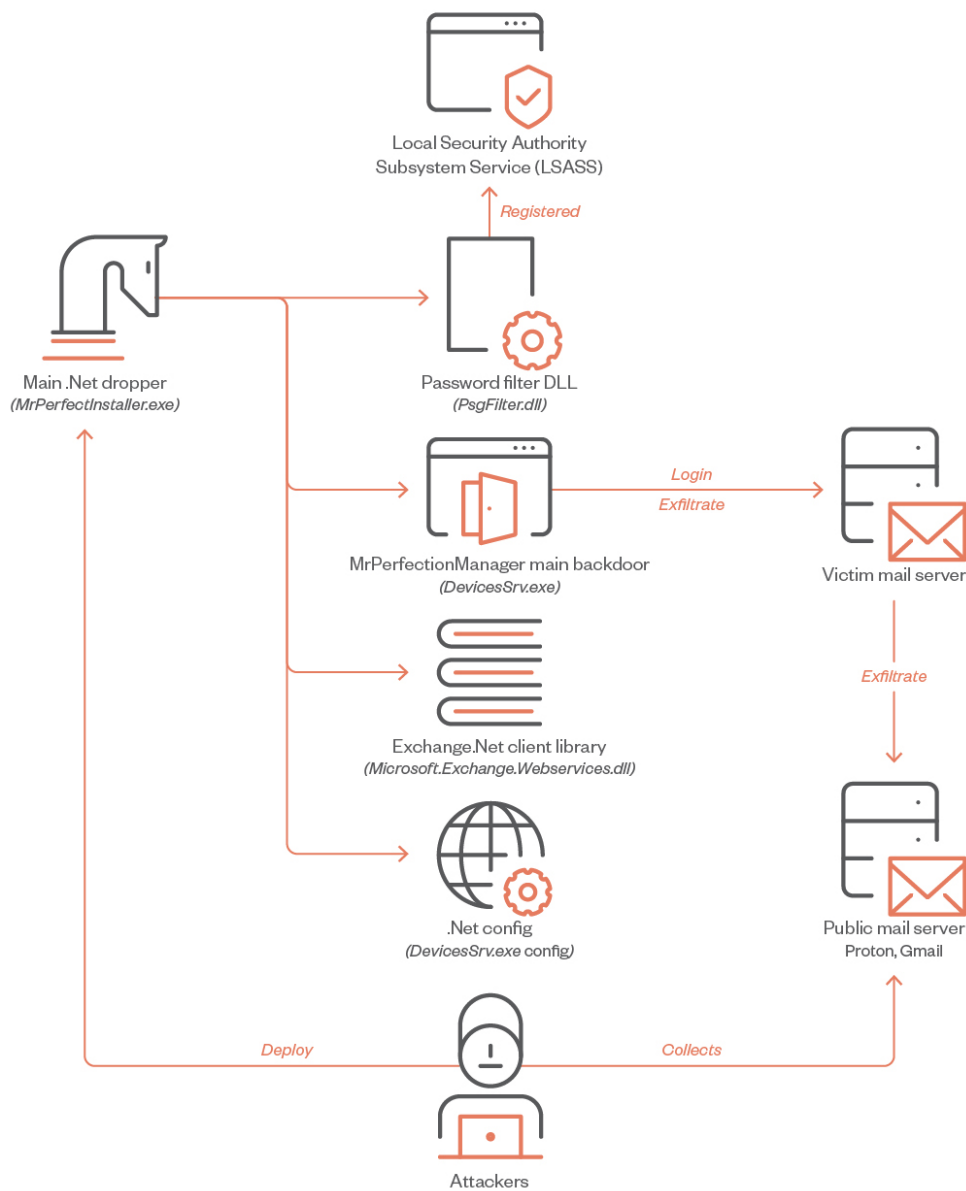 Local Security Authority
Subsystem Service (LSASS)
Registered
Main .Net dropper
(MrPerfectInstaller.exe)
Password filter DLL
(PsgFilter.dll)
Login
Exfiltrate
MrPerfectionManager main backdoor
(DevicesSrv.exe)
Victim mail server
Exfiltrate
Exchange.Net client library
(Microsoft.Exchange.Webservices.dll)
.Net config
(DevicesSrv.exe config)
Public mail server
Proton, Gmail
Deploy
Collects
Attackers